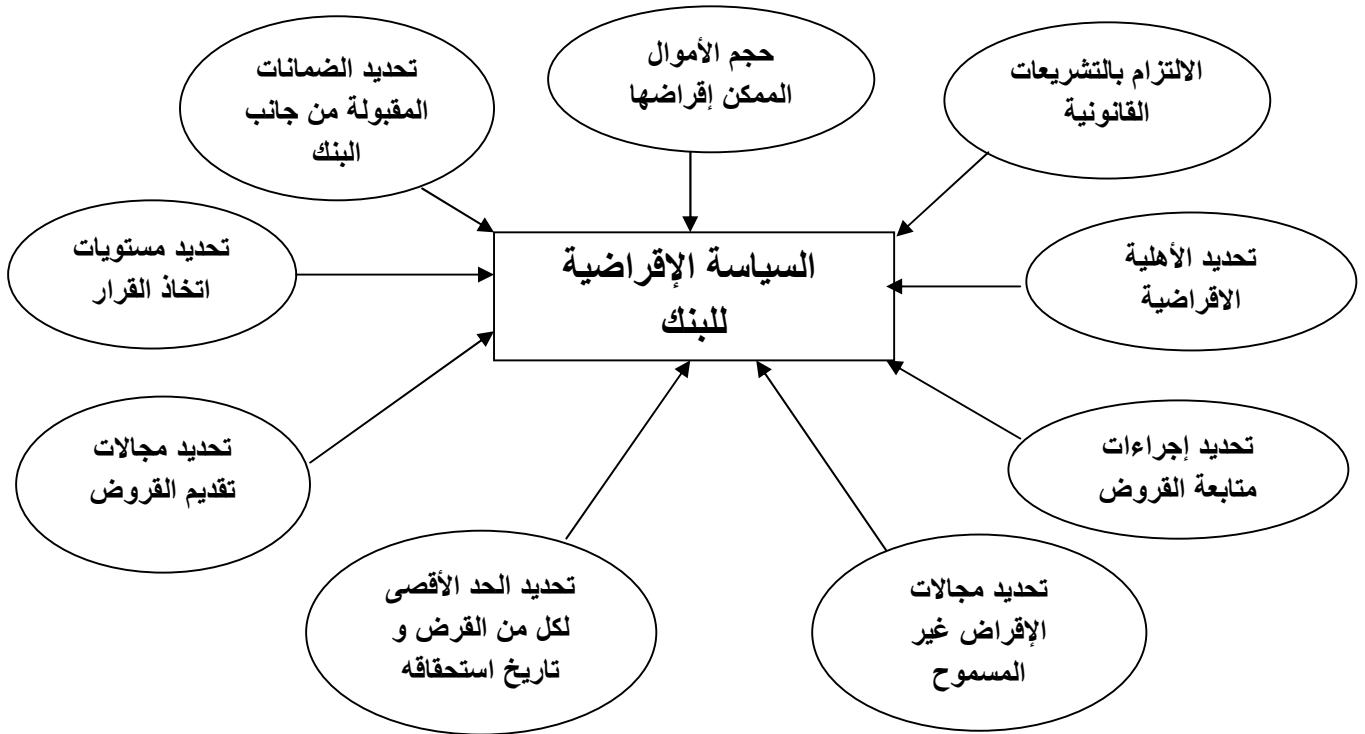 حجم الأموال
الممكن إقراضها
الالتزام بالتشريعات
القانونية
تحديد الضمانات
المقبولة من جانب
البنك
تحديد الأهلية
الاقراضية
السياسة الإقراضية
للبنك
تحديد مستويات
اتخاذ القرار
تحديد إجراءات
متابعة القروض
تحديد مجالات
تقديم القروض
تحديد مجالات
الإقراض غير
المسموح
تحديد الحد الأقصى
لكل من القرض و
تاريخ استحقاقه